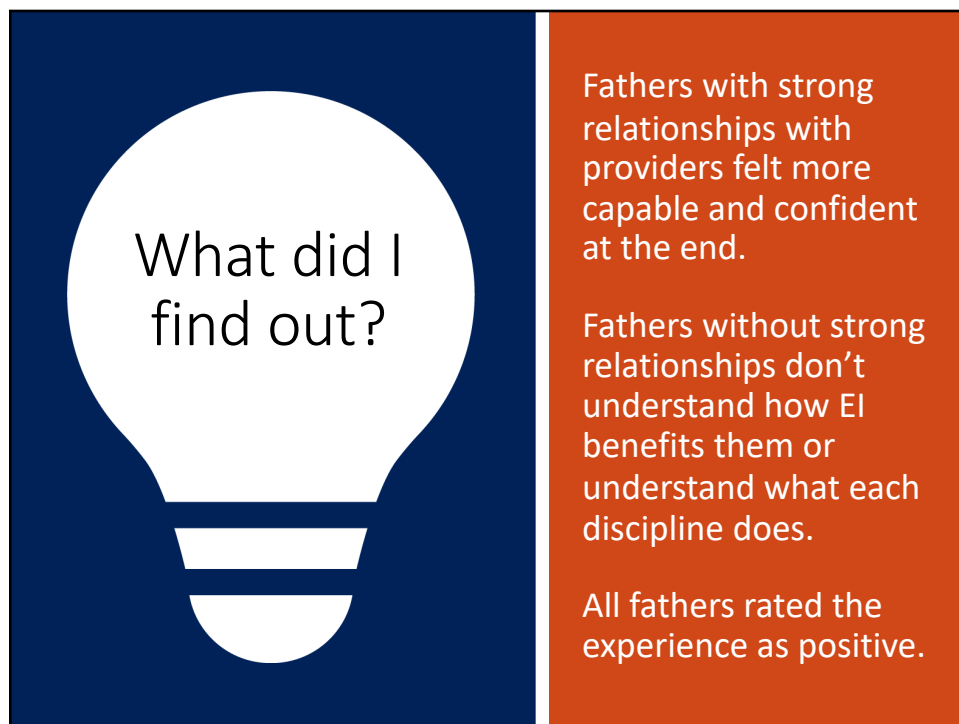 What did I
find out?
Fathers with strong
relationships with
providers felt more
capable and confident
at the end.
Fathers without strong
relationships don’t
understand how EI
benefits them or
understand what each
discipline does.
All fathers rated the
experience as positive.